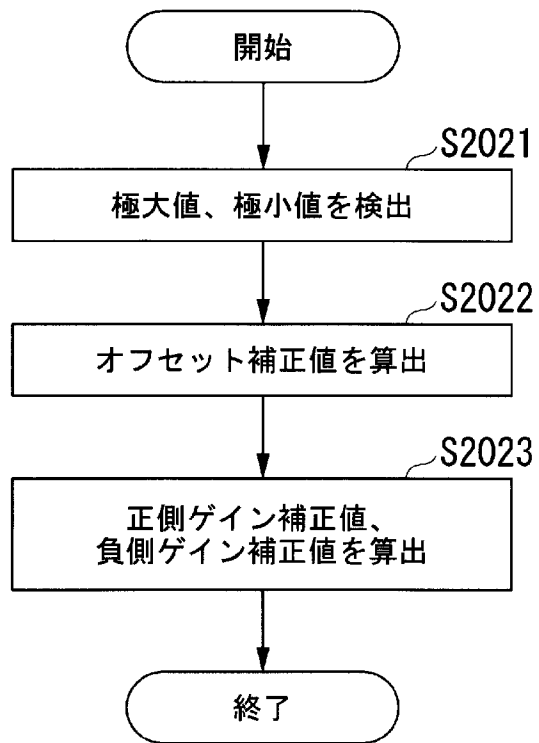 開始
S2021
極大値、極小値を検出
S2022
オフセット補正値を算出
S2023
正側ゲイン補正値、
負側ゲイン補正値を算出
終了